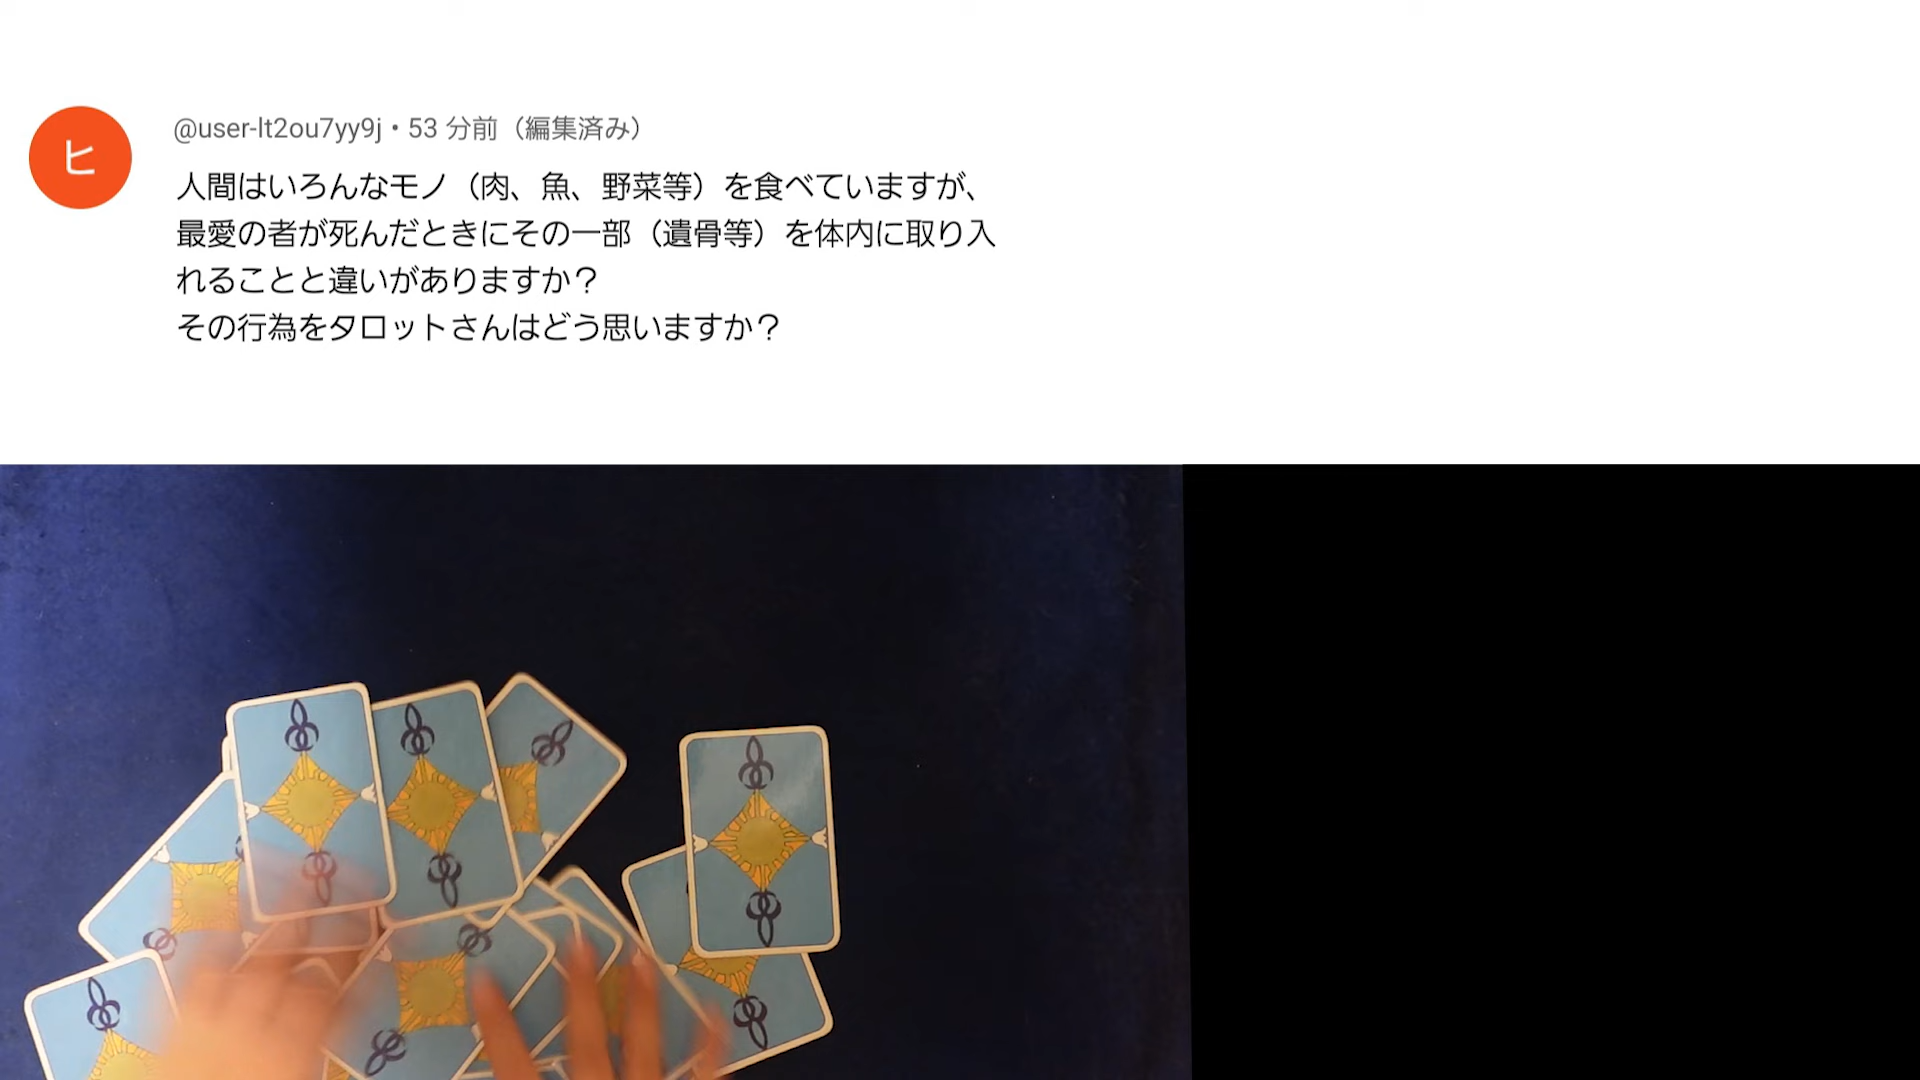 ヒ
@user-lt2ou7yy9j・53 分前（編集済み）
人間はいろんなモノ（肉、魚、野菜等）を食べていますが、
最愛の者が死んだときにその一部（遺骨等）を体内に取り入
れることと違いがありますか？
その行為をタロットさんはどう思いますか？